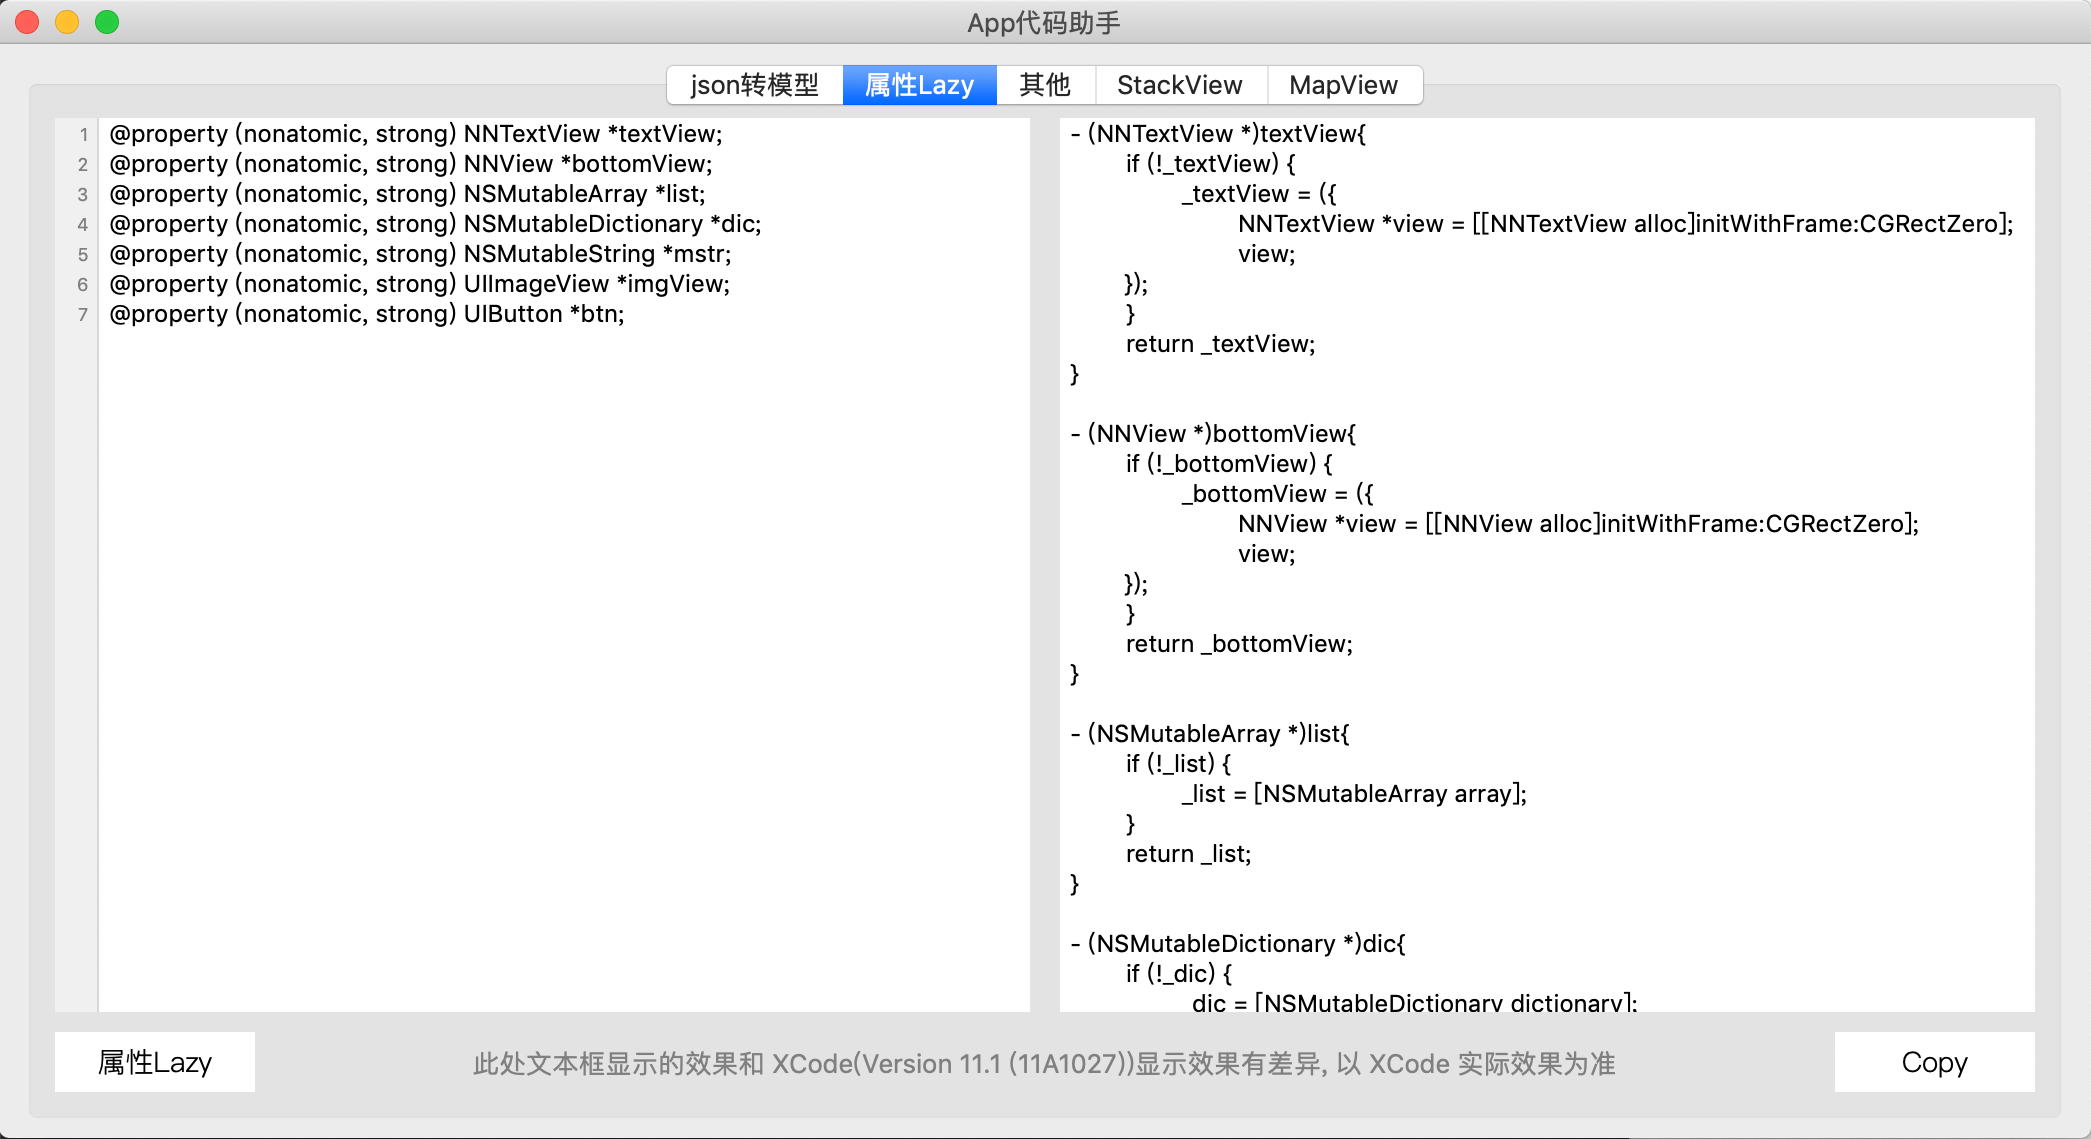 App代码助手
json转模型 属性Lazy 其他 StackView MapView
1 @property (nonatomic, strong) NNTextView *textView;
2 @property (nonatomic, strong) NNView *bottomView;
3 @property (nonatomic, strong) NSMutableArray *list;
4 @property (nonatomic, strong) NSMutableDictionary *dic;
5 @property (nonatomic, strong) NSMutableString *mstr;
6 @property (nonatomic, strong) UIImageView *imgView;
7 @property (nonatomic, strong) UIButton *btn;
- (NNTextView *)textView{
if (!_textView) {
_textView = ({
NNTextView *view = [[NNTextView alloc]initWithFrame:CGRectZero];
view;
});
}
return _textView;
}
- (NNView *)bottomView{
if (!_bottomView) {
_bottomView = ({
NNView *view = [[NNView alloc]initWithFrame:CGRectZero];
view;
});
}
return _bottomView;
}
- (NSMutableArray *)list{
if (!_list) {
_list = [NSMutableArray array];
}
return _list;
}
- (NSMutableDictionary *)dic{
if (!_dic) {
_dic = [NSMutableDictionary dictionary];
属性Lazy
此处文本框显示的效果和 XCode(Version 11.1 (11A1027))显示效果有差异, 以 XCode 实际效果为准
Copy